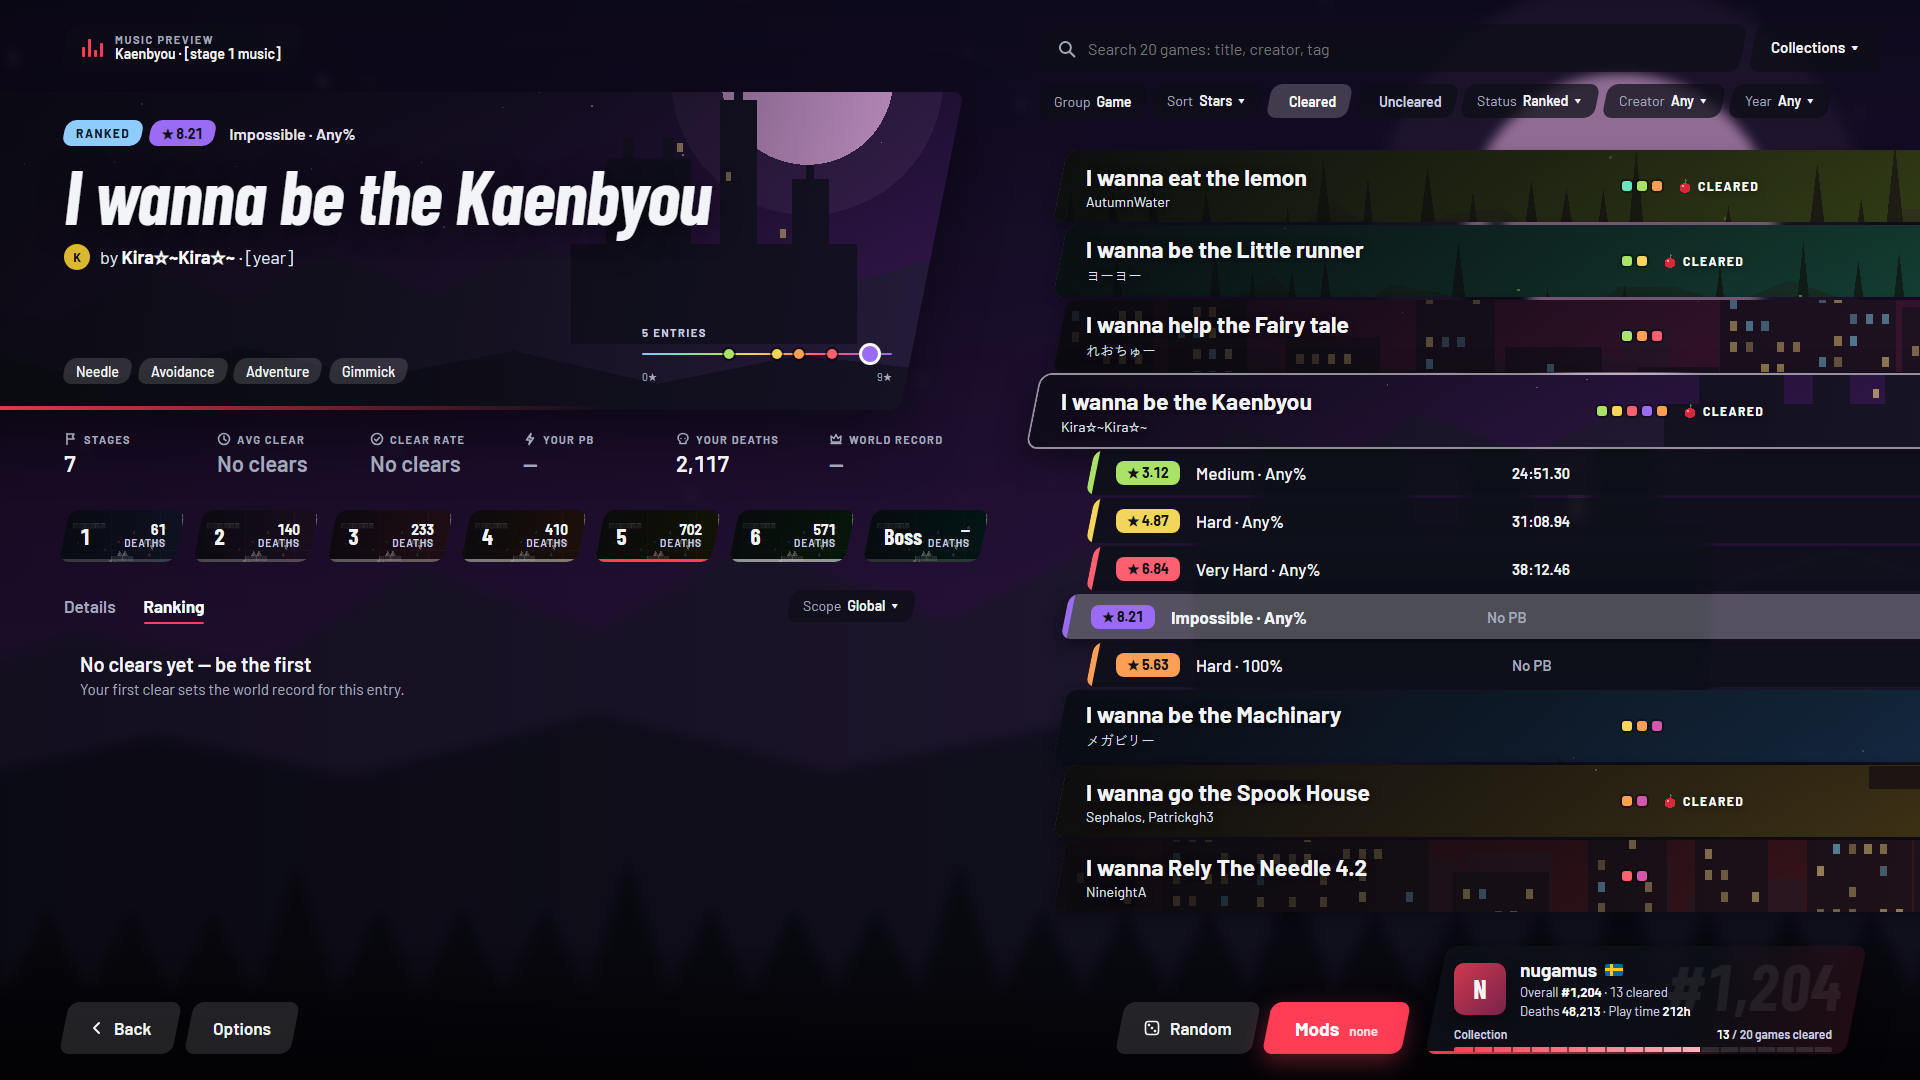 MUSIC PREVIEW
Kaenbyou · [stage 1 music]
Search 20 games: title, creator, tag
Collections
Group Game
Sort Stars
Cleared
Uncleared
Status Ranked
Creator Any
Year Any
RANKED
★ 8.21
Impossible · Any%
I wanna be the Kaenbyou
K
by Kira☆~Kira☆~ · [year]
5 ENTRIES
0★
9★
Needle
Avoidance
Adventure
Gimmick
STAGES
7
AVG CLEAR
No clears
CLEAR RATE
No clears
YOUR PB
—
YOUR DEATHS
2,117
WORLD RECORD
—
1
61
DEATHS
2
140
DEATHS
3
233
DEATHS
4
410
DEATHS
5
702
DEATHS
6
571
DEATHS
Boss
—
DEATHS
Details
Ranking
Scope Global
No clears yet — be the first
Your first clear sets the world record for this entry.
I wanna eat the lemon
AutumnWater
CLEARED
I wanna be the Little runner
ヨーヨー
CLEARED
I wanna help the Fairy tale
れおちゅー
I wanna be the Kaenbyou
Kira☆~Kira☆~
CLEARED
★ 3.12
Medium · Any%
24:51.30
★ 4.87
Hard · Any%
31:08.94
★ 6.84
Very Hard · Any%
38:12.46
★ 8.21
Impossible · Any%
No PB
★ 5.63
Hard · 100%
No PB
I wanna be the Machinary
メガビリー
I wanna go the Spook House
Sephalos, Patrickgh3
CLEARED
I wanna Rely The Needle 4.2
NineightA
Back
Options
Random
Mods none
N
nugamus
#1,204
Overall #1,204 · 13 cleared
Deaths 48,213 · Play time 212h
Collection
13 / 20 games cleared